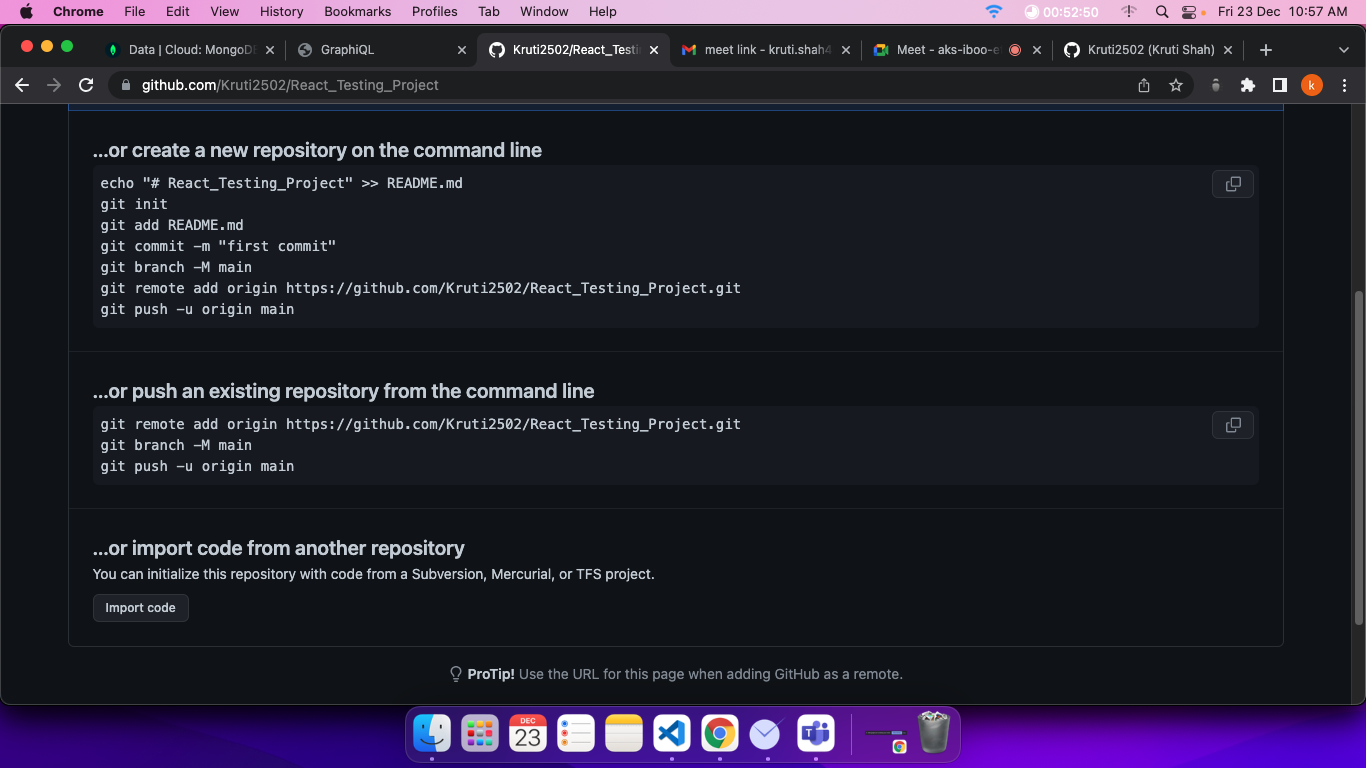 Chrome File Edit View History Bookmarks Profiles Tab Window Help 00:52:50 Fri 23 Dec 10:57 AM
Data | Cloud: MongoD GraphiQL Kruti2502/React_Testi meet link - kruti.shah4 Meet - aks-iboo-e Kruti2502 (Kruti Shah)
github.com/Kruti2502/React_Testing_Project k
...or create a new repository on the command line
echo "# React_Testing_Project" >> README.md
git init
git add README.md
git commit -m "first commit"
git branch -M main
git remote add origin https://github.com/Kruti2502/React_Testing_Project.git
git push -u origin main
...or push an existing repository from the command line
git remote add origin https://github.com/Kruti2502/React_Testing_Project.git
git branch -M main
git push -u origin main
...or import code from another repository
You can initialize this repository with code from a Subversion, Mercurial, or TFS project.
Import code
ProTip! Use the URL for this page when adding GitHub as a remote.
DEC
23